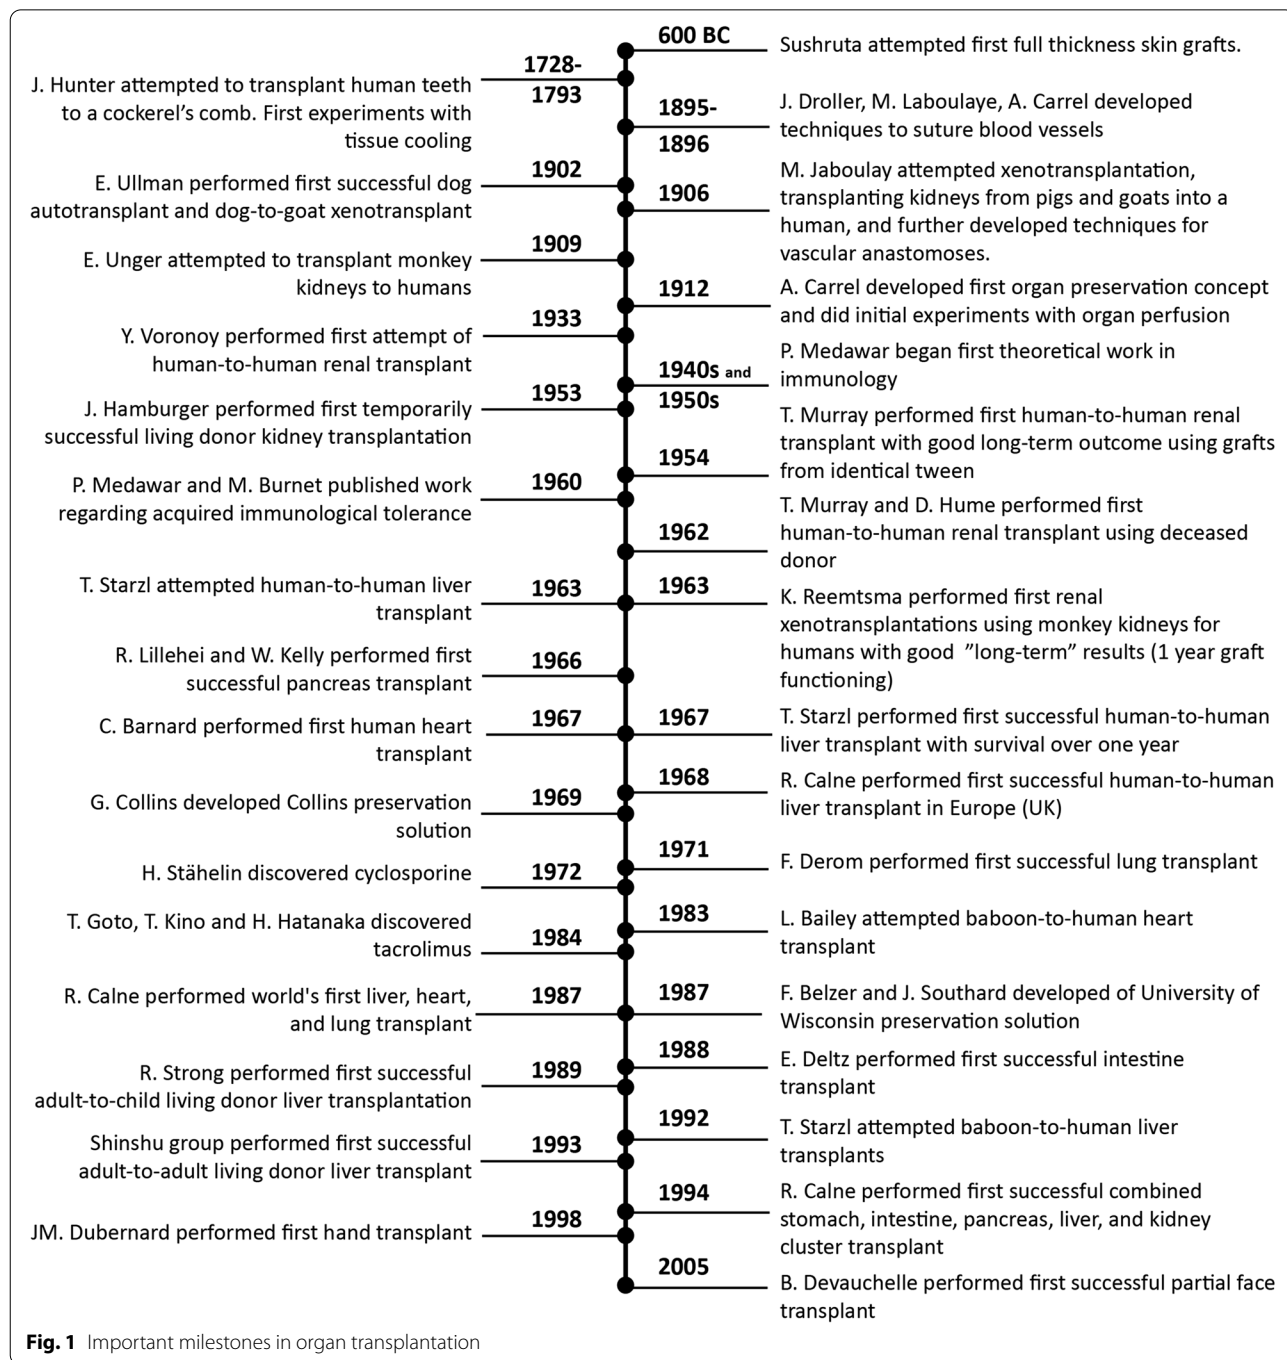 600 BC
Sushruta attempted first full thickness skin grafts.
1728-
1793
J. Hunter attempted to transplant human teeth
to a cockerel’s comb. First experiments with
tissue cooling
1895-
1896
J. Droller, M. Laboulaye, A. Carrel developed
techniques to suture blood vessels
1902
E. Ullman performed first successful dog
autotransplant and dog-to-goat xenotransplant
1906
M. Jaboulay attempted xenotransplantation,
transplanting kidneys from pigs and goats into a
human, and further developed techniques for
vascular anastomoses.
1909
E. Unger attempted to transplant monkey
kidneys to humans
1912
A. Carrel developed first organ preservation concept
and did initial experiments with organ perfusion
1933
Y. Voronoy performed first attempt of
human-to-human renal transplant
1940s and
1950s
P. Medawar began first theoretical work in
immunology
1953
J. Hamburger performed first temporarily
successful living donor kidney transplantation
1954
T. Murray performed first human-to-human renal
transplant with good long-term outcome using grafts
from identical tween
1960
P. Medawar and M. Burnet published work
regarding acquired immunological tolerance
1962
T. Murray and D. Hume performed first
human-to-human renal transplant using deceased
donor
1963
T. Starzl attempted human-to-human liver
transplant
1963
K. Reemtsma performed first renal
xenotransplantations using monkey kidneys for
humans with good ”long-term” results (1 year graft
functioning)
1966
R. Lillehei and W. Kelly performed first
successful pancreas transplant
1967
C. Barnard performed first human heart
transplant
1967
T. Starzl performed first successful human-to-human
liver transplant with survival over one year
1968
R. Calne performed first successful human-to-human
liver transplant in Europe (UK)
1969
G. Collins developed Collins preservation
solution
1971
F. Derom performed first successful lung transplant
1972
H. Stähelin discovered cyclosporine
1983
L. Bailey attempted baboon-to-human heart
transplant
1984
T. Goto, T. Kino and H. Hatanaka discovered
tacrolimus
1987
R. Calne performed world's first liver, heart,
and lung transplant
1987
F. Belzer and J. Southard developed of University of
Wisconsin preservation solution
1988
E. Deltz performed first successful intestine
transplant
1989
R. Strong performed first successful
adult-to-child living donor liver transplantation
1992
T. Starzl attempted baboon-to-human liver
transplants
1993
Shinshu group performed first successful
adult-to-adult living donor liver transplant
1994
R. Calne performed first successful combined
stomach, intestine, pancreas, liver, and kidney
cluster transplant
1998
JM. Dubernard performed first hand transplant
2005
B. Devauchelle performed first successful partial face
transplant
Fig. 1 Important milestones in organ transplantation